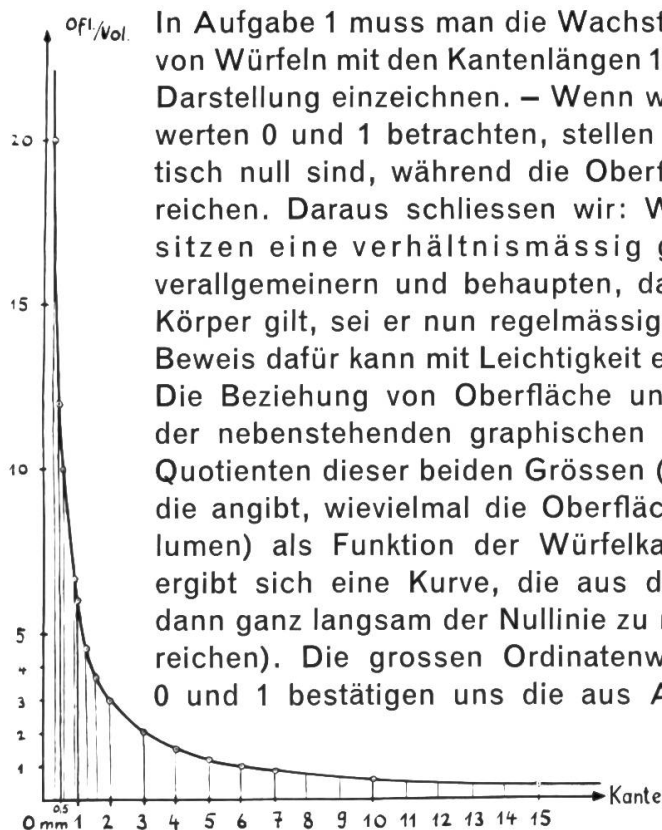 Ofl./Vol.
In Aufgabe 1 muss man die Wachst
von Würfeln mit den Kantenlängen 1
Darstellung einzeichnen. – Wenn w
werten 0 und 1 betrachten, stellen
tisch null sind, während die Oberf
reichen. Daraus schliessen wir: W
sitzen eine verhältnismässig g
verallgemeinern und behaupten, da
Körper gilt, sei er nun regelmässig
Beweis dafür kann mit Leichtigkeit e
Die Beziehung von Oberfläche un
der nebenstehenden graphischen
Quotienten dieser beiden Grössen (
die angibt, wievielmal die Oberfläc
lumen) als Funktion der Würfelka
ergibt sich eine Kurve, die aus d
dann ganz langsam der Nullinie zu
reichen). Die grossen Ordinatenw
0 und 1 bestätigen uns die aus A
20
15
10
5
4
3
2
1
0 mm 0,5 1 2 3 4 5 6 7 8 9 10 11 12 13 14 15
Kante